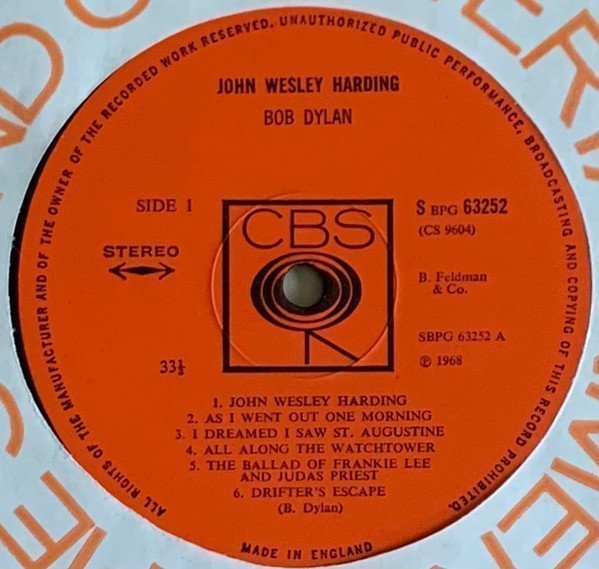 ALL RIGHTS OF THE MANUFACTURER AND OF THE OWNER OF THE RECORDED WORK RESERVED. UNAUTHORIZED PUBLIC PERFORMANCE, BROADCASTING AND COPYING OF THIS RECORD PROHIBITED.
JOHN WESLEY HARDING
BOB DYLAN
SIDE 1
S BPG 63252
(CS 9604)
STEREO
CBS
B. Feldman
& Co.
SBPG 63252 A
33⅓
℗ 1968
1. JOHN WESLEY HARDING
2. AS I WENT OUT ONE MORNING
3. I DREAMED I SAW ST. AUGUSTINE
4. ALL ALONG THE WATCHTOWER
5. THE BALLAD OF FRANKIE LEE
AND JUDAS PRIEST
6. DRIFTER'S ESCAPE
(B. Dylan)
MADE IN ENGLAND